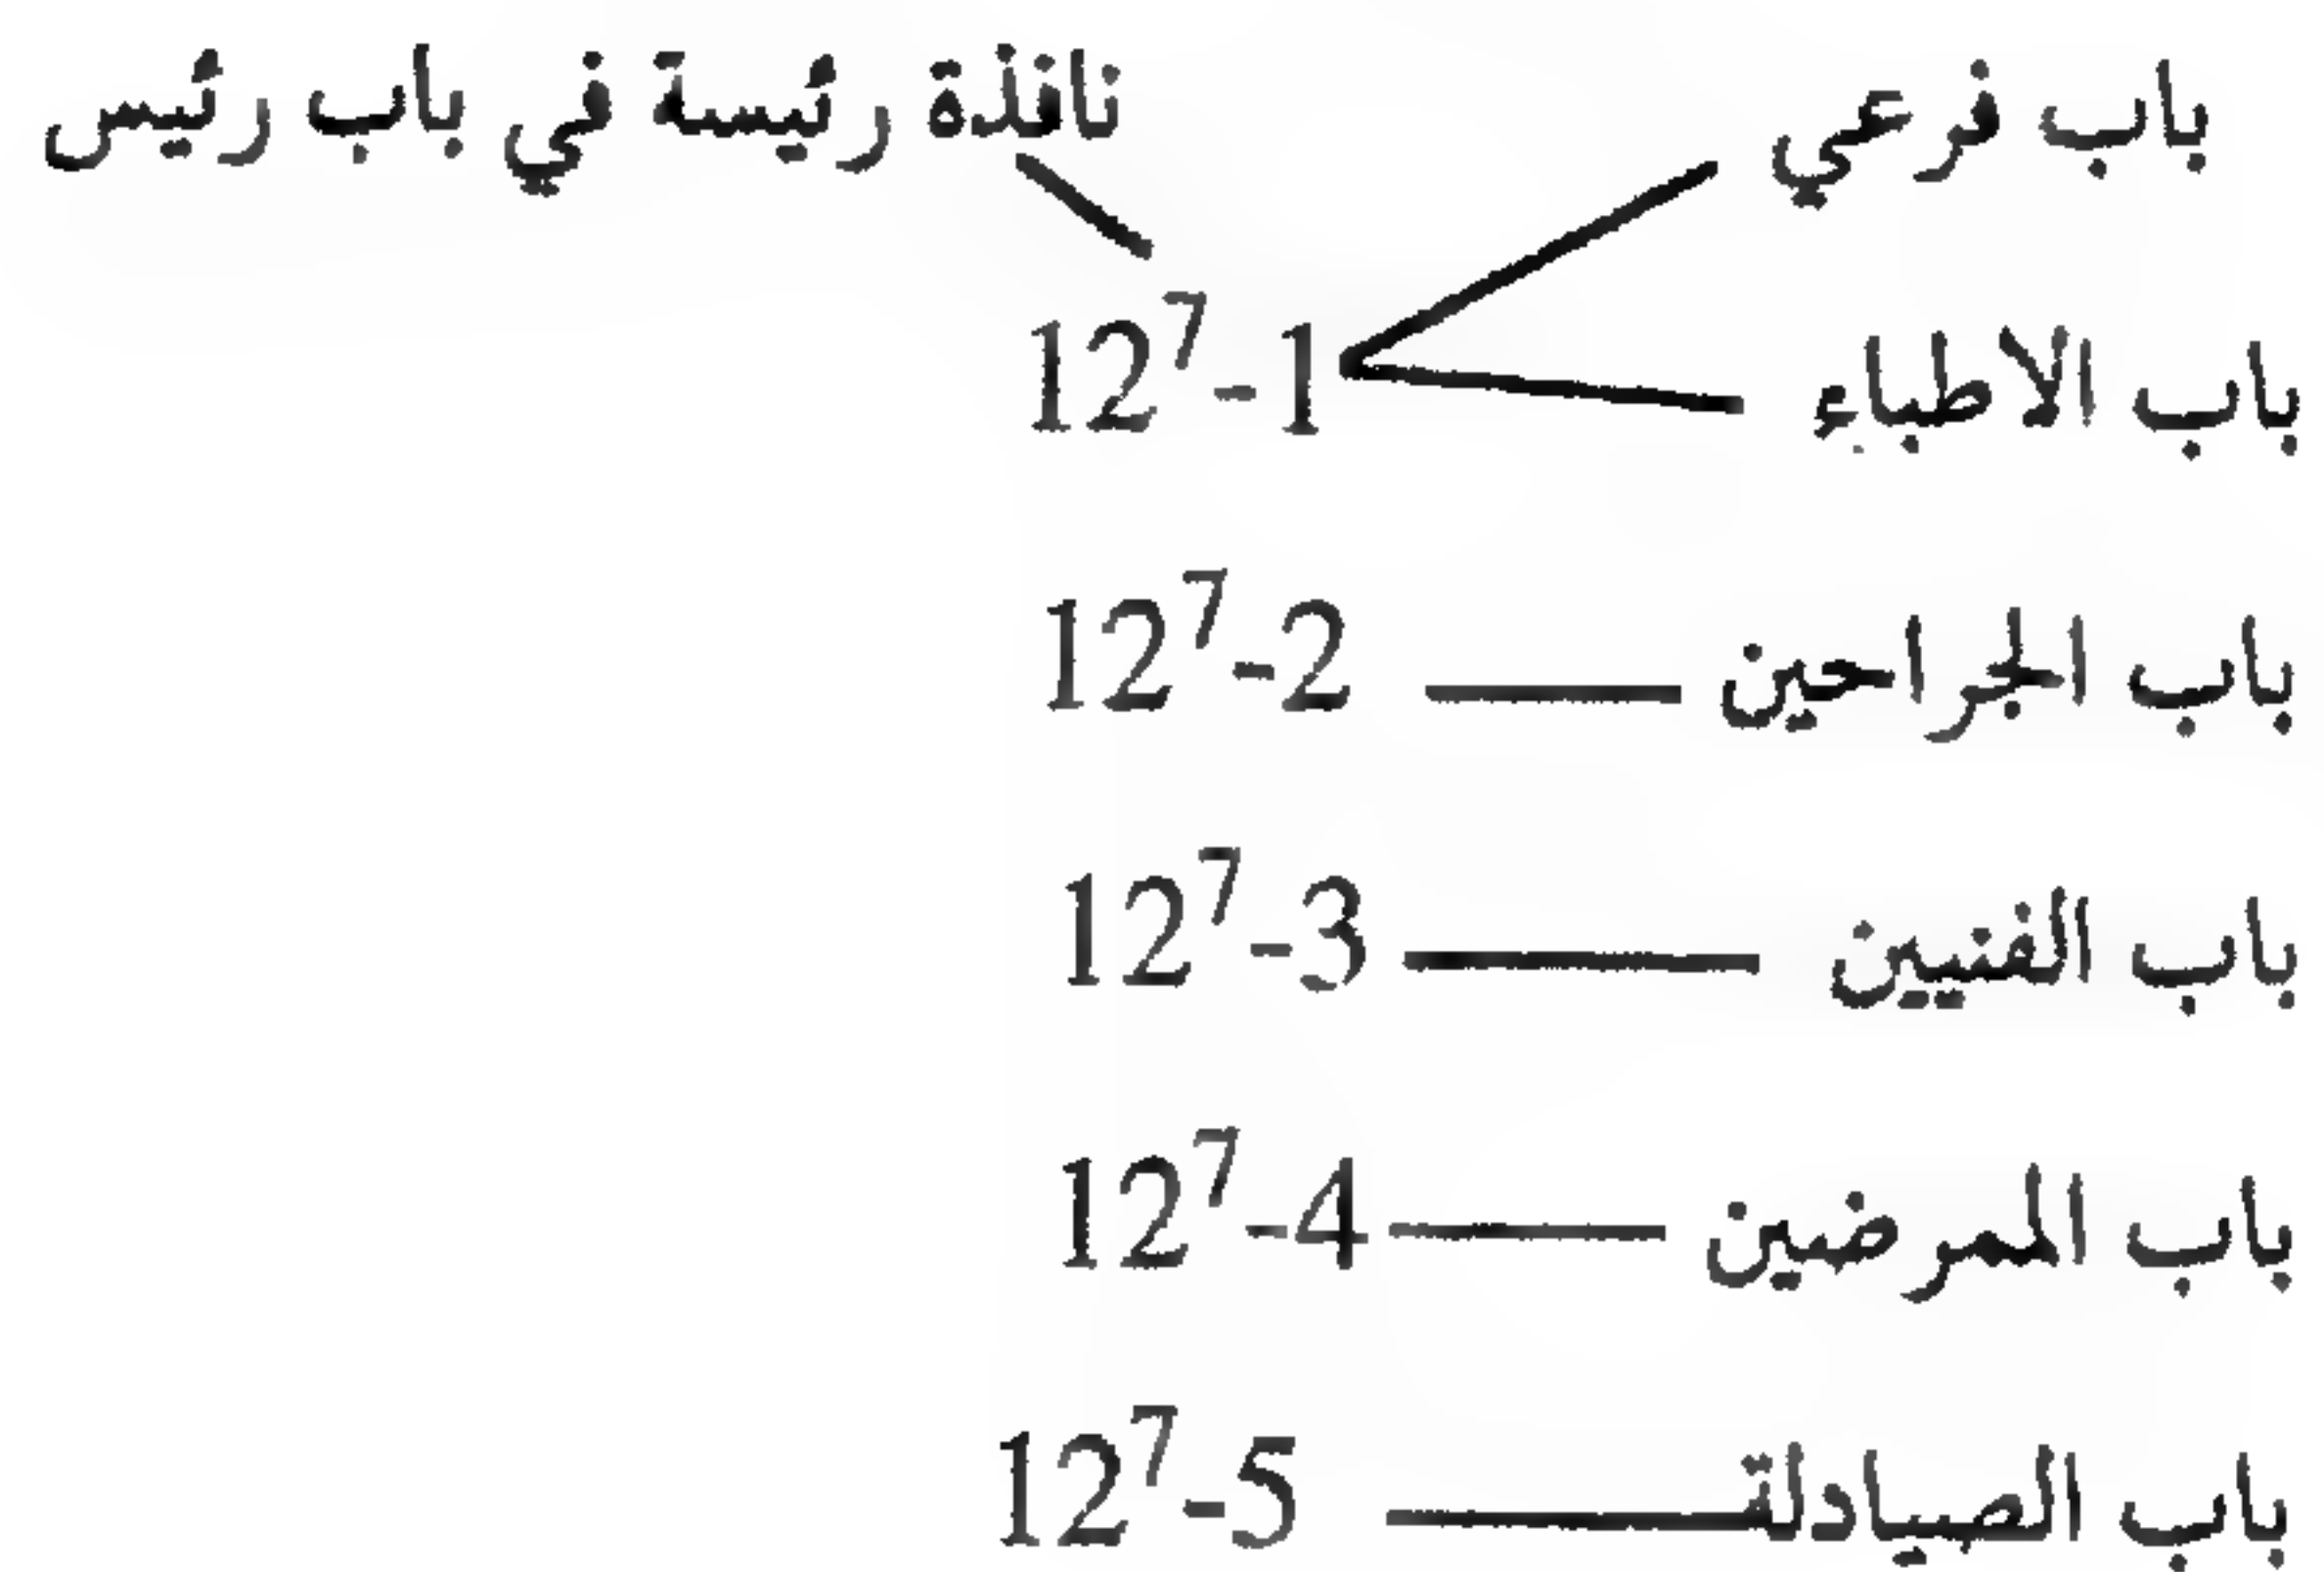 باب فرعي نافذة رئيسة في باب رئيس
باب الاطباء 12⁷-1
باب الجراحين 12⁷-2
باب الفنيين 12⁷-3
باب الممرضين 12⁷-4
باب الصيادلة 12⁷-5